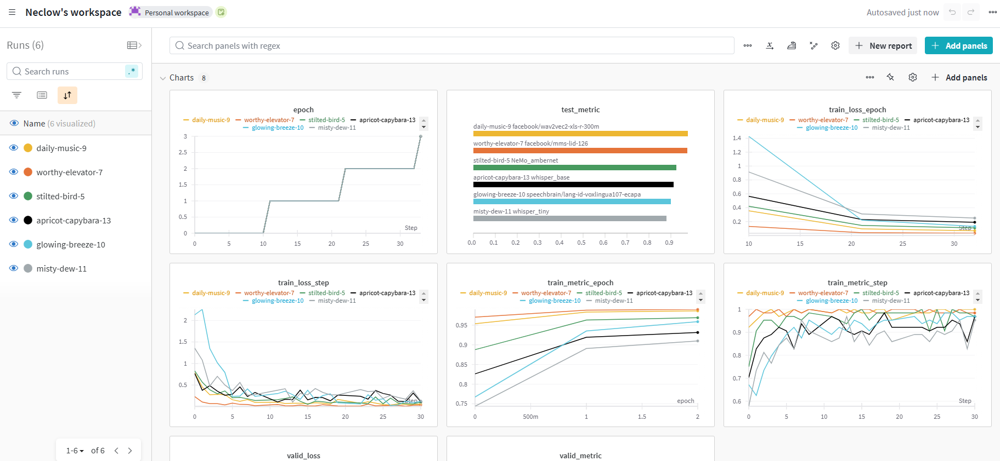 Neclow's workspace Personal workspace Autosaved just now
Runs (6)
Search runs .*
Name (6 visualized)
daily-music-9
worthy-elevator-7
stilted-bird-5
apricot-capybara-13
glowing-breeze-10
misty-dew-11
1-6 of 6
Search panels with regex New report Add panels
Charts 8 Add panels
epoch
daily-music-9 worthy-elevator-7 stilted-bird-5 apricot-capybara-13
glowing-breeze-10 misty-dew-11
3
2.5
2
1.5
1
0.5
0
Step
0 5 10 15 20 25 30
test_metric
daily-music-9 facebook/wav2vec2-xls-r-300m
worthy-elevator-7 facebook/mms-lid-126
stilted-bird-5 NeMo_ambernet
apricot-capybara-13 whisper_base
glowing-breeze-10 speechbrain/lang-id-voxlingua107-ecapa
misty-dew-11 whisper_tiny
0.0 0.1 0.2 0.3 0.4 0.5 0.6 0.7 0.8 0.9
train_loss_epoch
daily-music-9 worthy-elevator-7 stilted-bird-5 apricot-capybara-13
glowing-breeze-10 misty-dew-11
1.4
1.2
1
0.8
0.6
0.4
0.2
Step
10 15 20 25 30
train_loss_step
daily-music-9 worthy-elevator-7 stilted-bird-5 apricot-capybara-13
glowing-breeze-10 misty-dew-11
2
1.5
1
0.5
Step
0 5 10 15 20 25 30
train_metric_epoch
daily-music-9 worthy-elevator-7 stilted-bird-5 apricot-capybara-13
glowing-breeze-10 misty-dew-11
0.95
0.9
0.85
0.8
0.75
epoch
0 500m 1 1.5 2
train_metric_step
daily-music-9 worthy-elevator-7 stilted-bird-5 apricot-capybara-13
glowing-breeze-10 misty-dew-11
1
0.9
0.8
0.7
0.6
Step
0 5 10 15 20 25 30
valid_loss
valid_metric